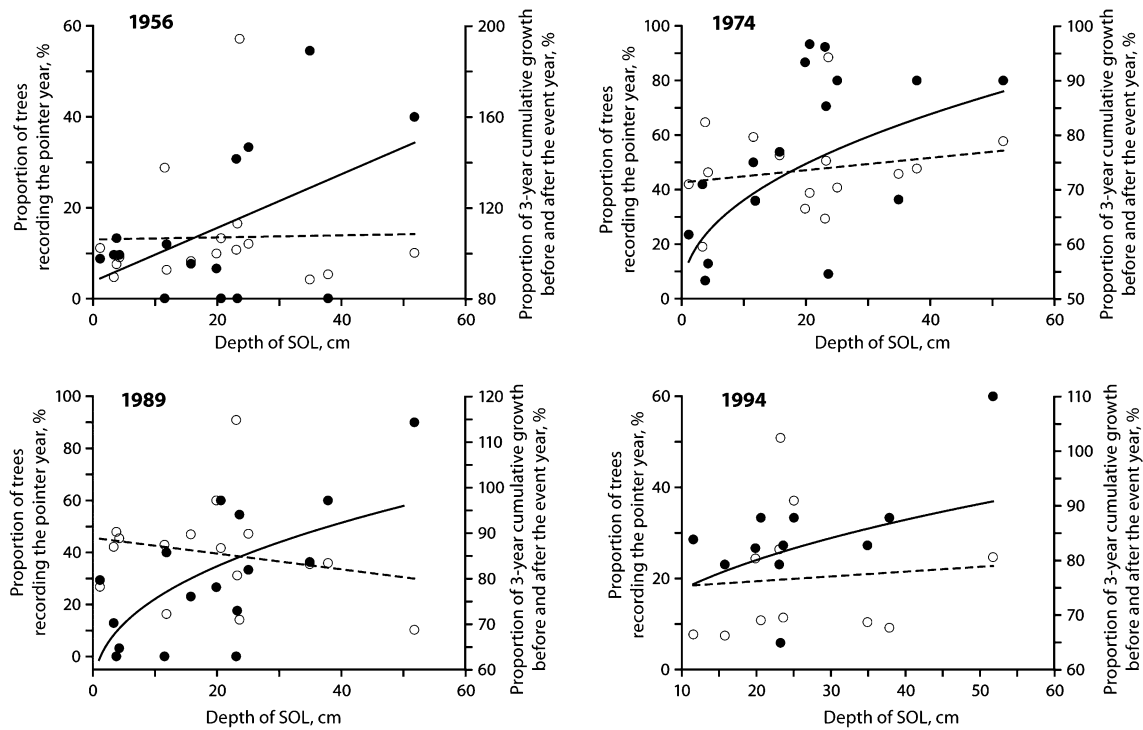 1956
Proportion of trees
recording the pointer year, %
60
40
20
0
200
160
120
80
Proportion of 3-year cumulative growth
before and after the event year, %
0 20 40 60
Depth of SOL, cm
1974
Proportion of trees
recording the pointer year, %
100
80
60
40
20
0
100
90
80
70
60
50
Proportion of 3-year cumulative growth
before and after the event year, %
0 20 40 60
Depth of SOL, cm
1989
Proportion of trees
recording the pointer year, %
100
80
60
40
20
0
120
110
100
90
80
70
60
Proportion of 3-year cumulative growth
before and after the event year, %
0 20 40 60
Depth of SOL, cm
1994
Proportion of trees
recording the pointer year, %
60
40
20
0
110
100
90
80
70
60
Proportion of 3-year cumulative growth
before and after the event year, %
10 20 30 40 50 60
Depth of SOL, cm